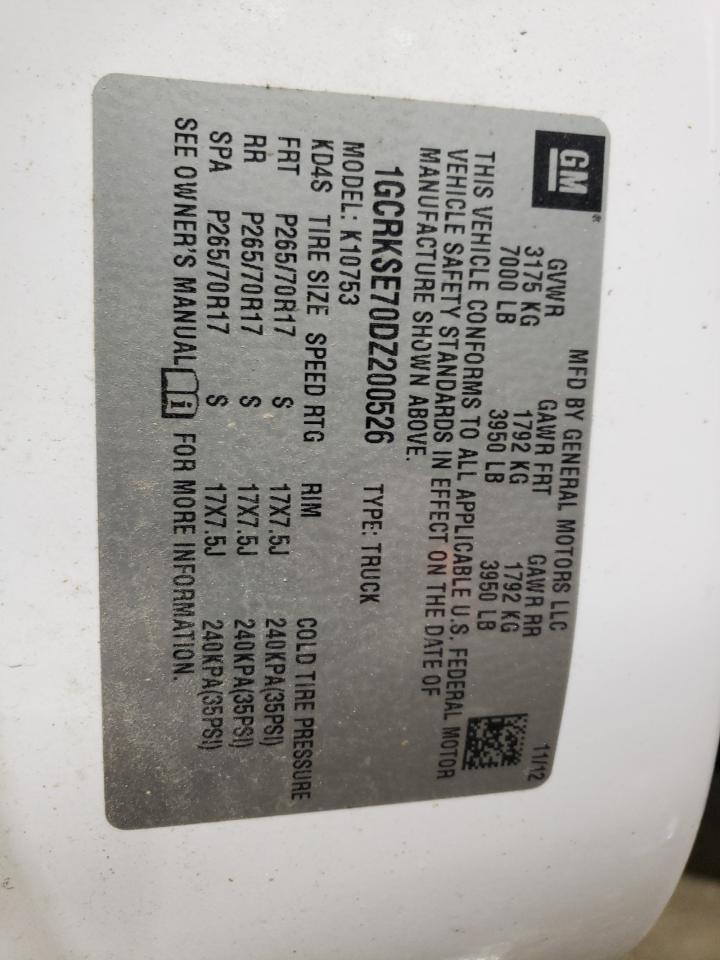 GM®
MFD BY GENERAL MOTORS LLC 11/12
GVWR GAWR FRT GAWR RR
3175 KG 1792 KG 1792 KG
7000 LB 3950 LB 3950 LB
THIS VEHICLE CONFORMS TO ALL APPLICABLE U.S. FEDERAL MOTOR
VEHICLE SAFETY STANDARDS IN EFFECT ON THE DATE OF
MANUFACTURE SHOWN ABOVE.
1GCRKSE70DZ200526 TYPE: TRUCK
MODEL: K10753
KD4S TIRE SIZE SPEED RTG RIM COLD TIRE PRESSURE
FRT P265/70R17 S 17X7.5J 240KPA(35PSI)
RR P265/70R17 S 17X7.5J 240KPA(35PSI)
SPA P265/70R17 S 17X7.5J 240KPA(35PSI)
SEE OWNER'S MANUAL i FOR MORE INFORMATION.